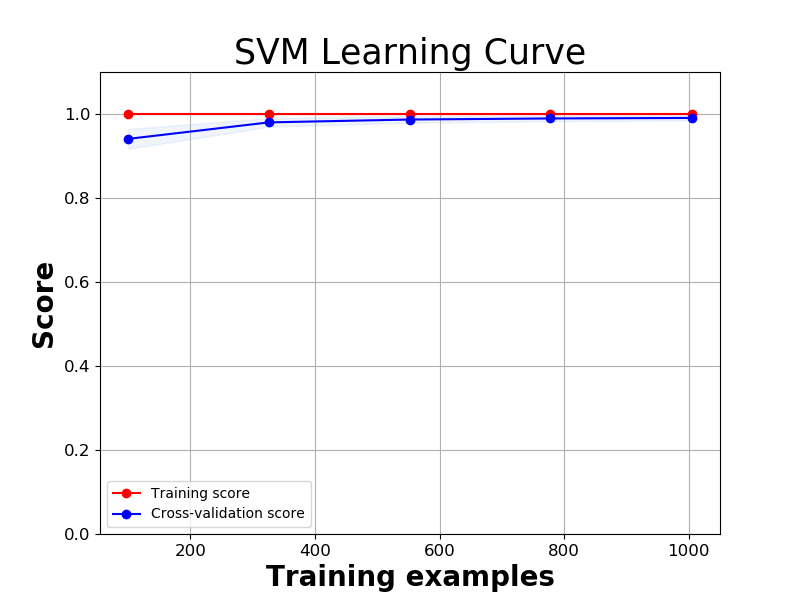 SVM Learning Curve
Score
1.0
0.8
0.6
0.4
0.2
0.0
Training score
Cross-validation score
200 400 600 800 1000
Training examples